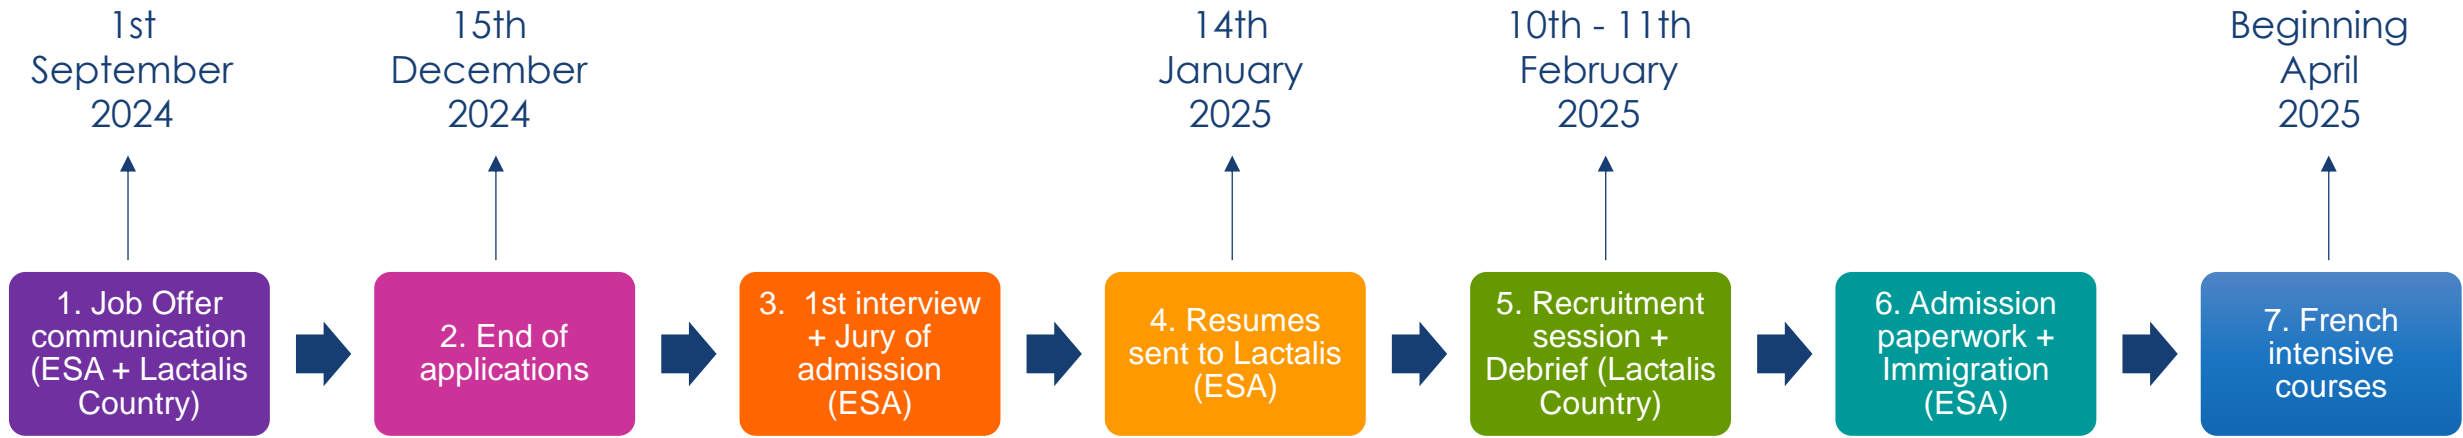 1st
September
2024
15th
December
2024
14th
January
2025
10th - 11th
February
2025
Beginning
April
2025
1. Job Offer
communication
(ESA + Lactalis
Country)
2. End of
applications
3.  1st interview
+ Jury of
admission
(ESA)
4. Resumes
sent to Lactalis
(ESA)
5. Recruitment
session +
Debrief (Lactalis
Country)
6. Admission
paperwork +
Immigration
(ESA)
7. French
intensive
courses